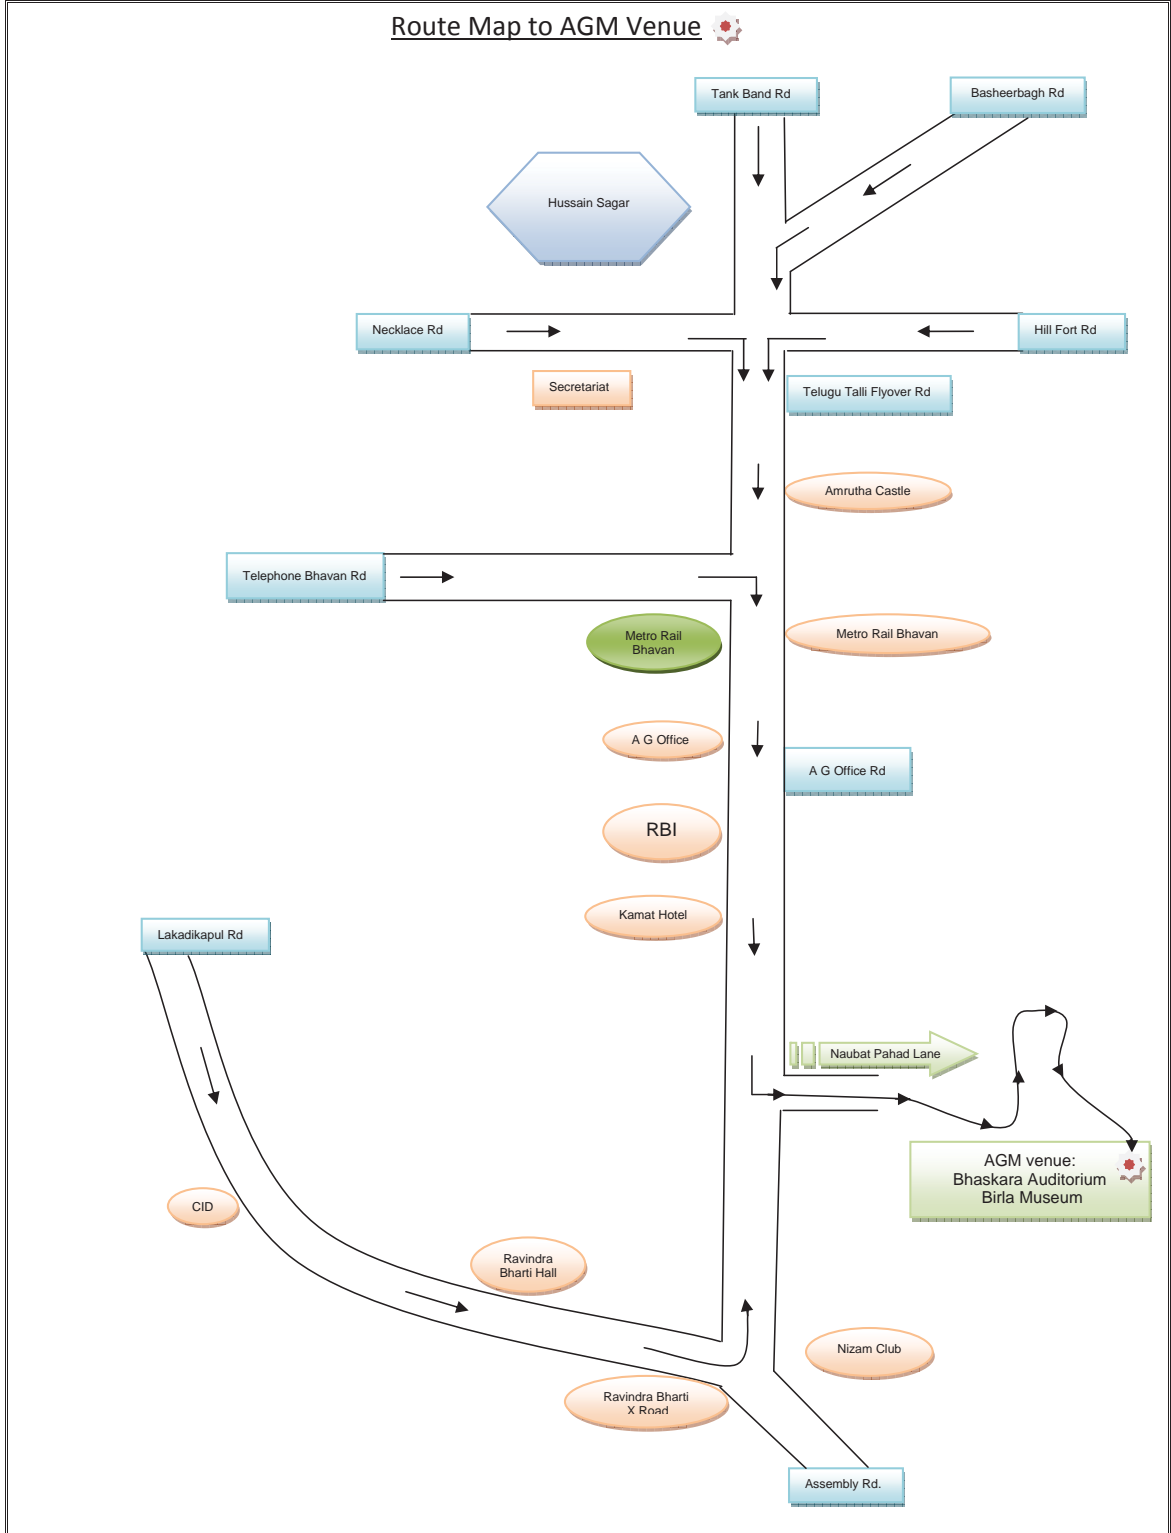 Route Map to AGM Venue
Tank Band Rd
Basheerbagh Rd
Hussain Sagar
Necklace Rd
Hill Fort Rd
Secretariat
Telugu Talli Flyover Rd
Amrutha Castle
Telephone Bhavan Rd
Metro Rail
Bhavan
Metro Rail Bhavan
A G Office
A G Office Rd
RBI
Kamat Hotel
Lakadikapul Rd
Naubat Pahad Lane
AGM venue:
Bhaskara Auditorium
Birla Museum
CID
Ravindra
Bharti Hall
Nizam Club
Ravindra Bharti
X Road
Assembly Rd.